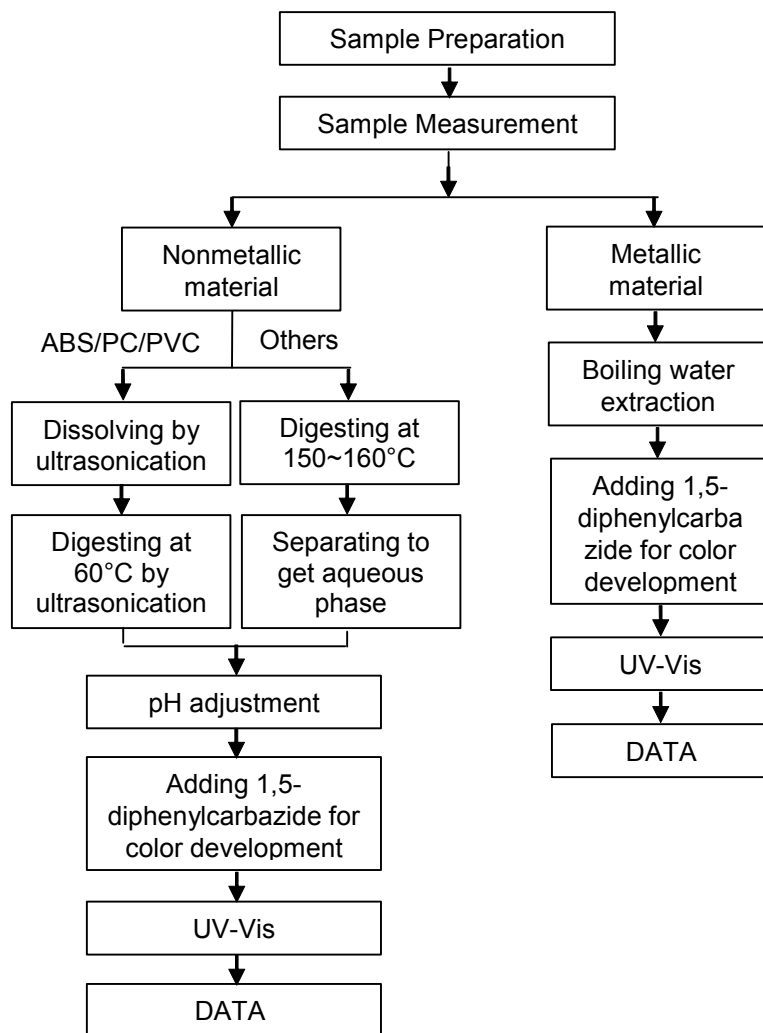 Sample Preparation
Sample Measurement
Nonmetallic
material
Metallic
material
ABS/PC/PVC
Others
Dissolving by
ultrasonication
Digesting at
150~160°C
Boiling water
extraction
Digesting at
60°C by
ultrasonication
Separating to
get aqueous
phase
Adding 1,5-
diphenylcarba
zide for color
development
pH adjustment
UV-Vis
DATA
Adding 1,5-
diphenylcarbazide for
color development
UV-Vis
DATA